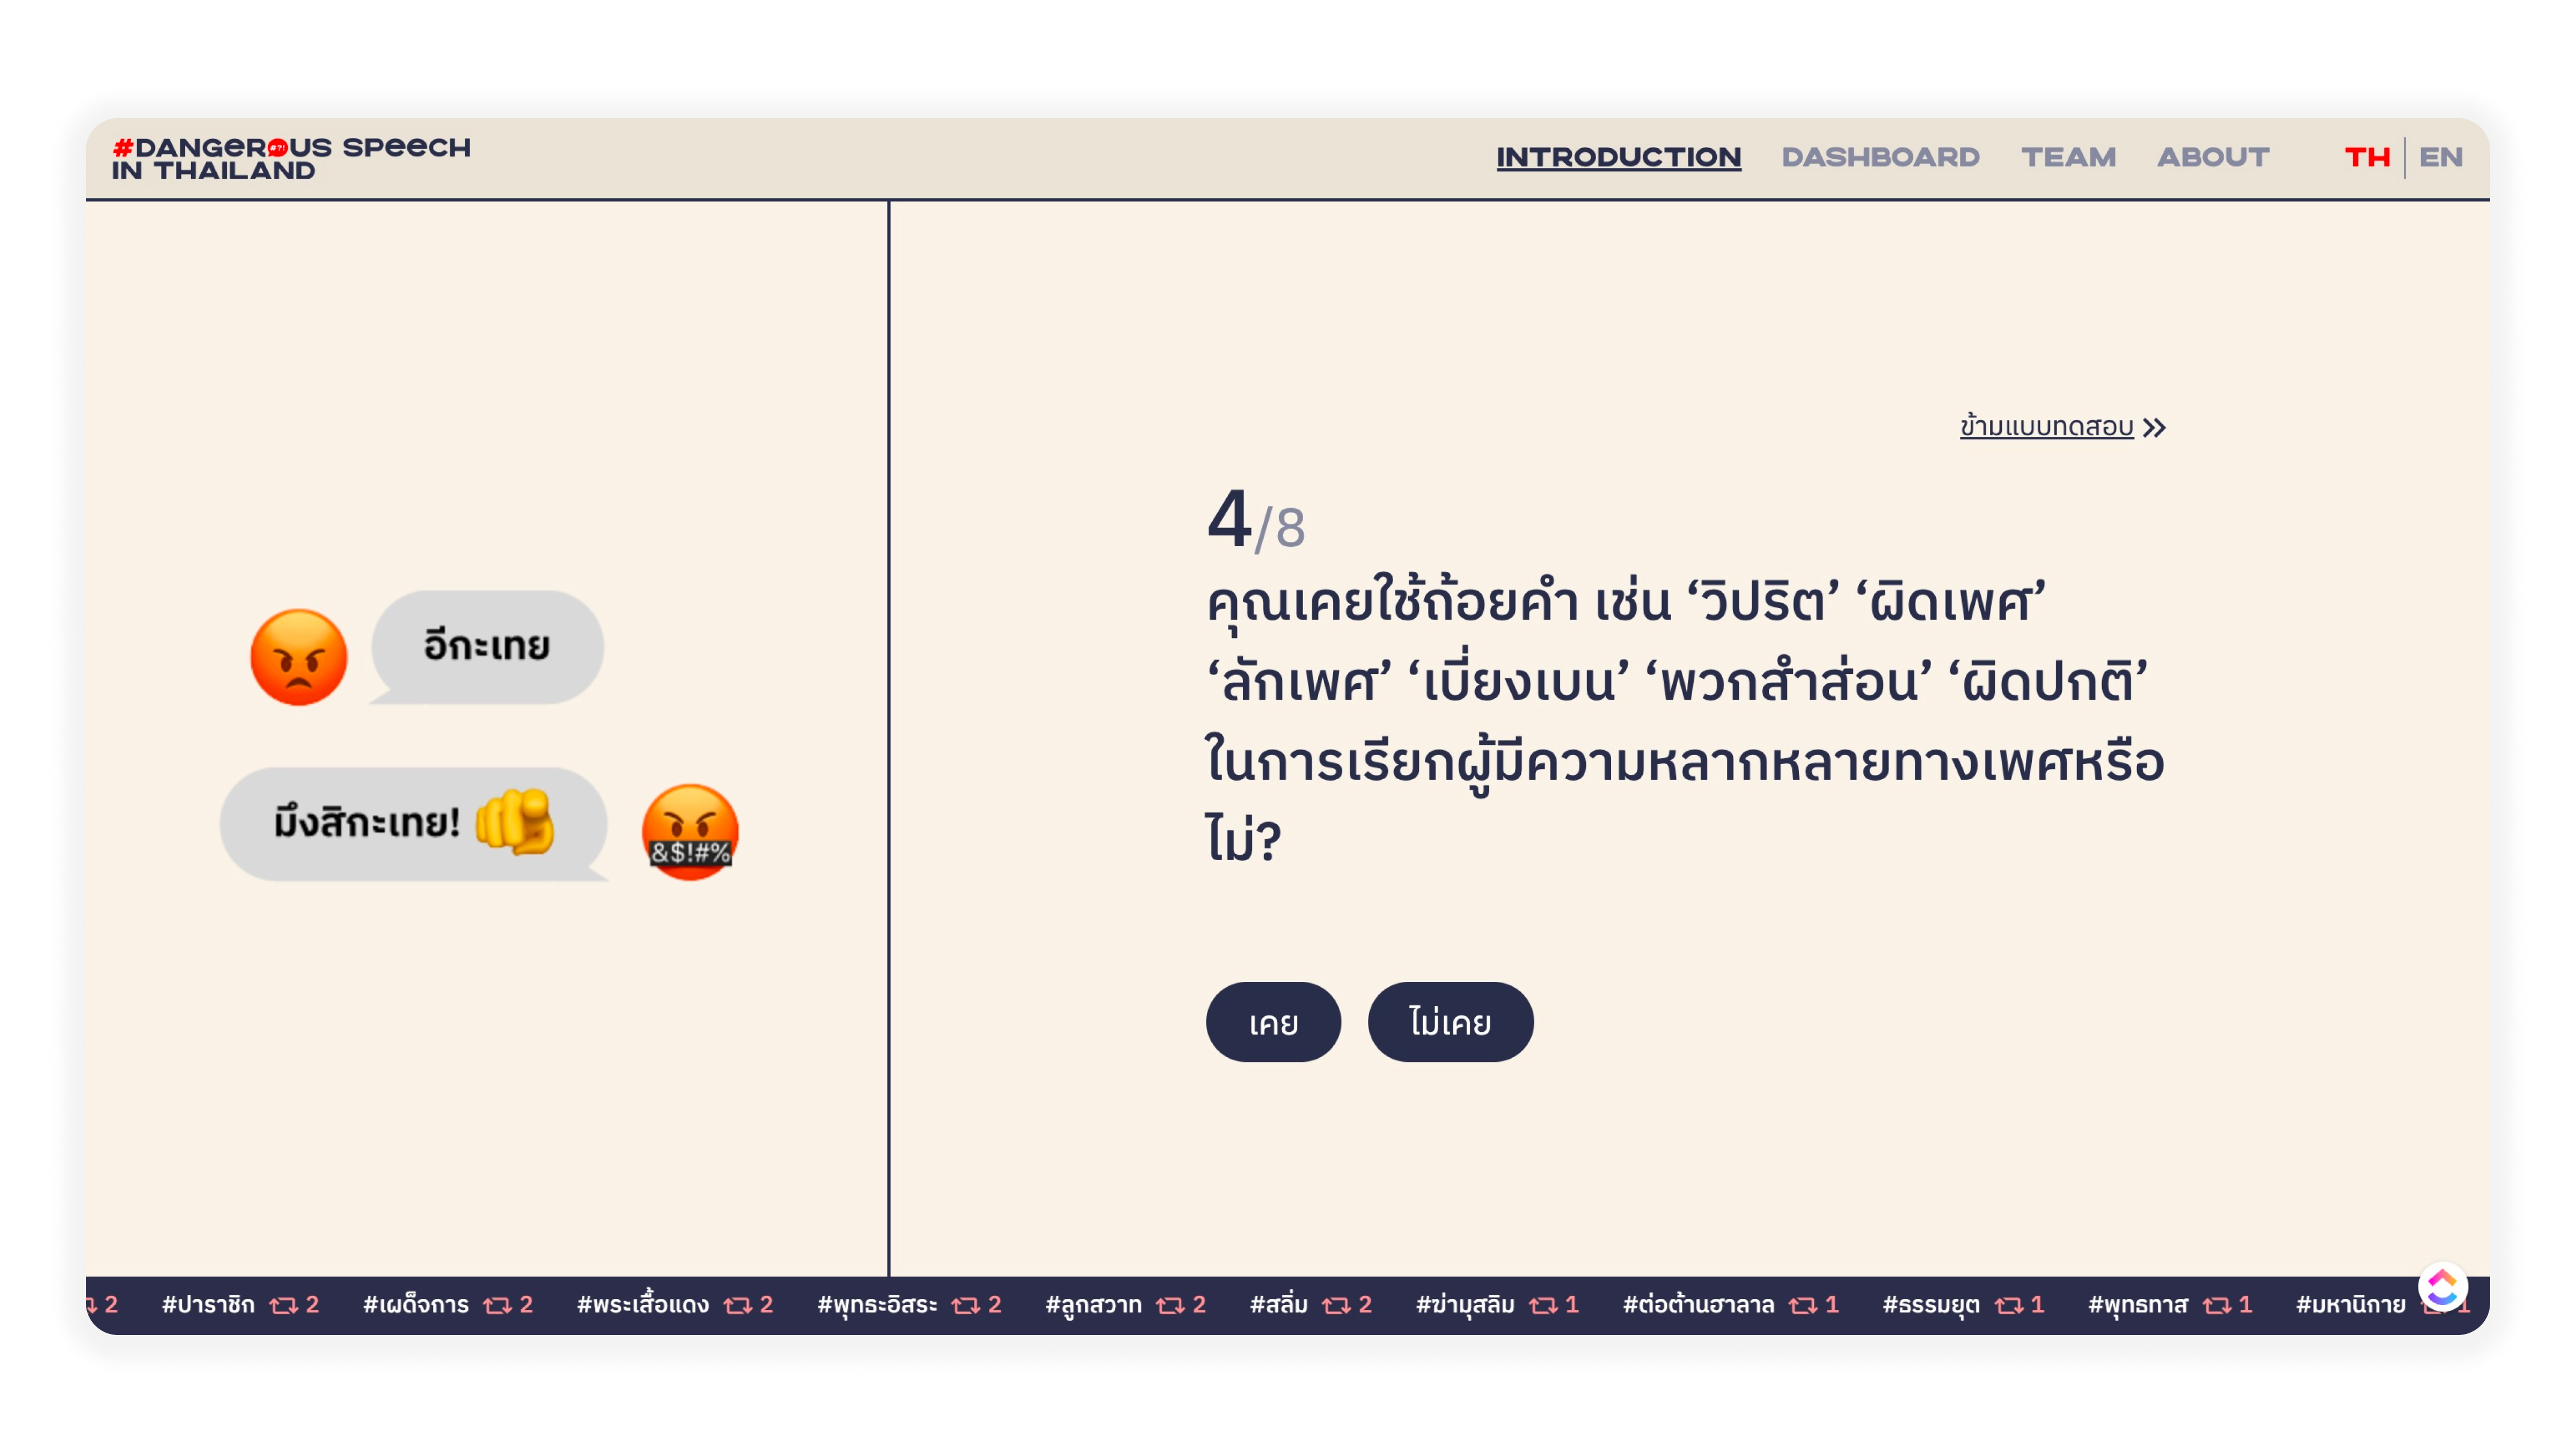 #DANGEROUS SPEECH
IN THAILAND
INTRODUCTION
DASHBOARD
TEAM
ABOUT
TH
EN
อีกะเทย
มึงสิกะเทย!
&$!#%
ข้ามแบบทดสอบ
4/8
คุณเคยใช้ถ้อยคำ เช่น ‘วิปริต’ ‘ผิดเพศ’
‘ลักเพศ’ ‘เบี่ยงเบน’ ‘พวกสำส่อน’ ‘ผิดปกติ’
ในการเรียกผู้มีความหลากหลายทางเพศหรือ
ไม่?
เคย
ไม่เคย
2 #ปาราชิก 2 #เผด็จการ 2 #พระเสื้อแดง 2 #พุทธะอิสระ 2 #ลูกสวาท 2 #สลิ่ม 2 #ฆ่ามุสลิม 1 #ต่อต้านฮาลาล 1 #ธรรมยุต 1 #พุทธทาส 1 #มหานิกาย 1